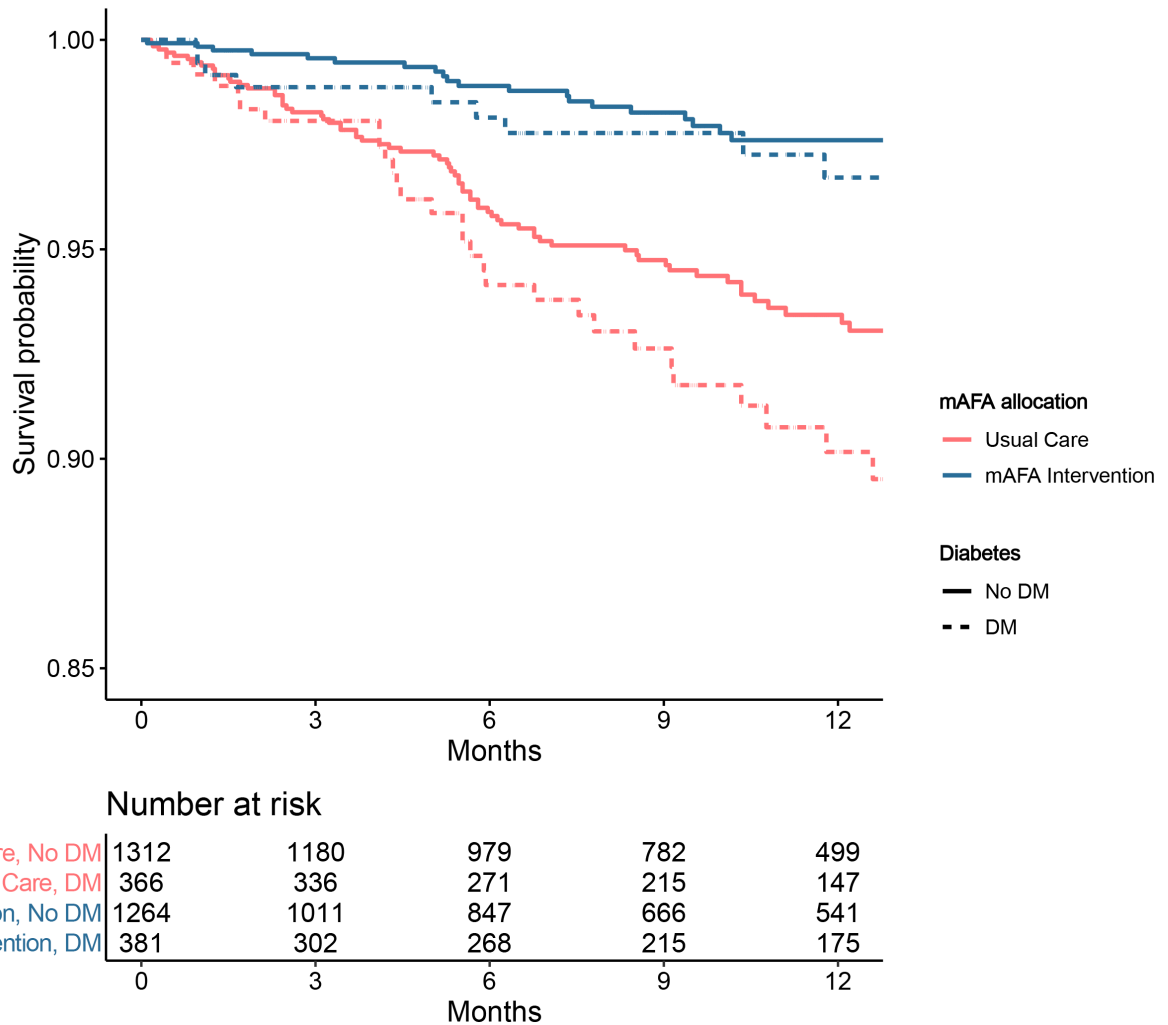 1.00
0.95
0.90
0.85
Survival probability
0 3 6 9 12
Months
mAFA allocation
Usual Care
mAFA Intervention
Diabetes
No DM
DM
Number at risk
re, No DM 1312 1180 979 782 499
Care, DM 366 336 271 215 147
on, No DM 1264 1011 847 666 541
ention, DM 381 302 268 215 175
0 3 6 9 12
Months